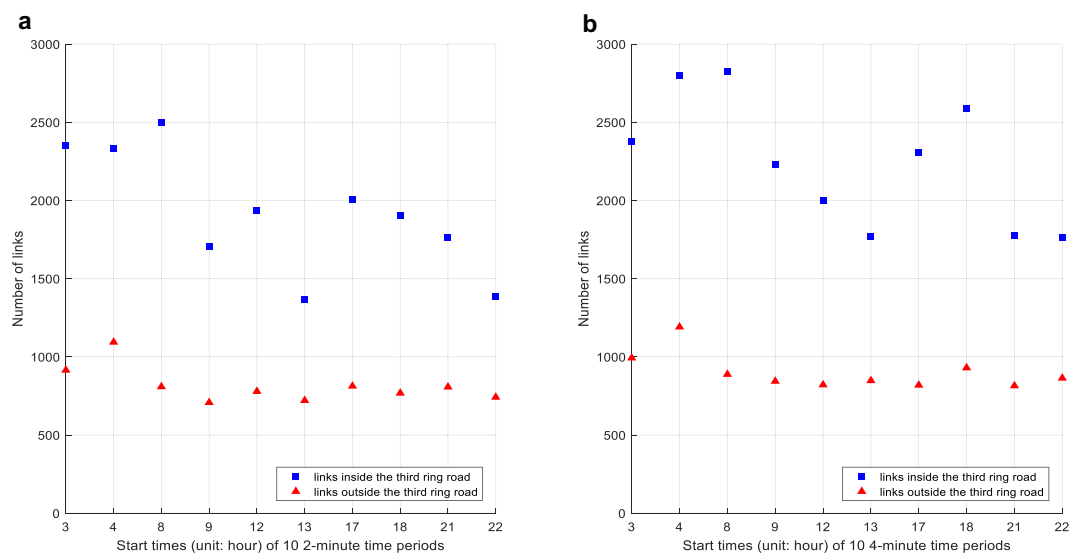 a
3000
2500
2000
1500
1000
500
0
Number of links
links inside the third ring road
links outside the third ring road
3 4 8 9 12 13 17 18 21 22
Start times (unit: hour) of 10 2-minute time periods
b
3000
2500
2000
1500
1000
500
0
Number of links
links inside the third ring road
links outside the third ring road
3 4 8 9 12 13 17 18 21 22
Start times (unit: hour) of 10 4-minute time periods